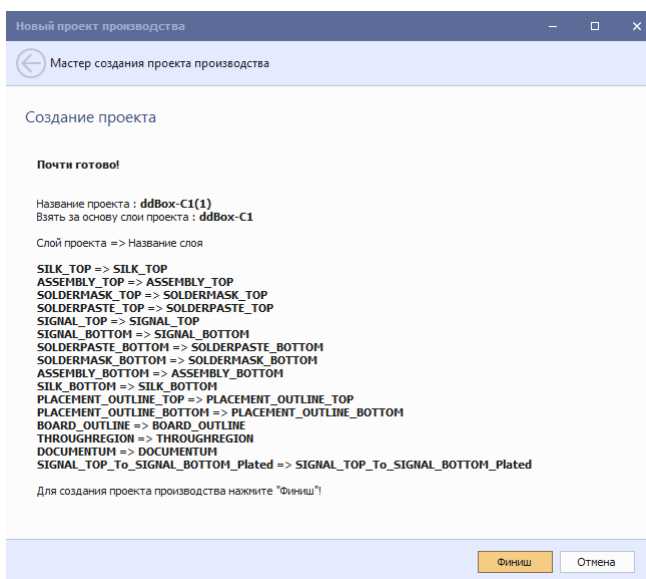 Новый проект производства
Мастер создания проекта производства
Создание проекта
Почти готово!
Название проекта : ddBox-C1(1)
Взять за основу слои проекта : ddBox-C1
Слой проекта => Название слоя
SILK_TOP => SILK_TOP
ASSEMBLY_TOP => ASSEMBLY_TOP
SOLDERMASK_TOP => SOLDERMASK_TOP
SOLDERPASTE_TOP => SOLDERPASTE_TOP
SIGNAL_TOP => SIGNAL_TOP
SIGNAL_BOTTOM => SIGNAL_BOTTOM
SOLDERPASTE_BOTTOM => SOLDERPASTE_BOTTOM
SOLDERMASK_BOTTOM => SOLDERMASK_BOTTOM
ASSEMBLY_BOTTOM => ASSEMBLY_BOTTOM
SILK_BOTTOM => SILK_BOTTOM
PLACEMENT_OUTLINE_TOP => PLACEMENT_OUTLINE_TOP
PLACEMENT_OUTLINE_BOTTOM => PLACEMENT_OUTLINE_BOTTOM
BOARD_OUTLINE => BOARD_OUTLINE
THROUGHREGION => THROUGHREGION
DOCUMENTUM => DOCUMENTUM
SIGNAL_TOP_To_SIGNAL_BOTTOM_Plated => SIGNAL_TOP_To_SIGNAL_BOTTOM_Plated
Для создания проекта производства нажмите "Финиш"!
Финиш Отмена